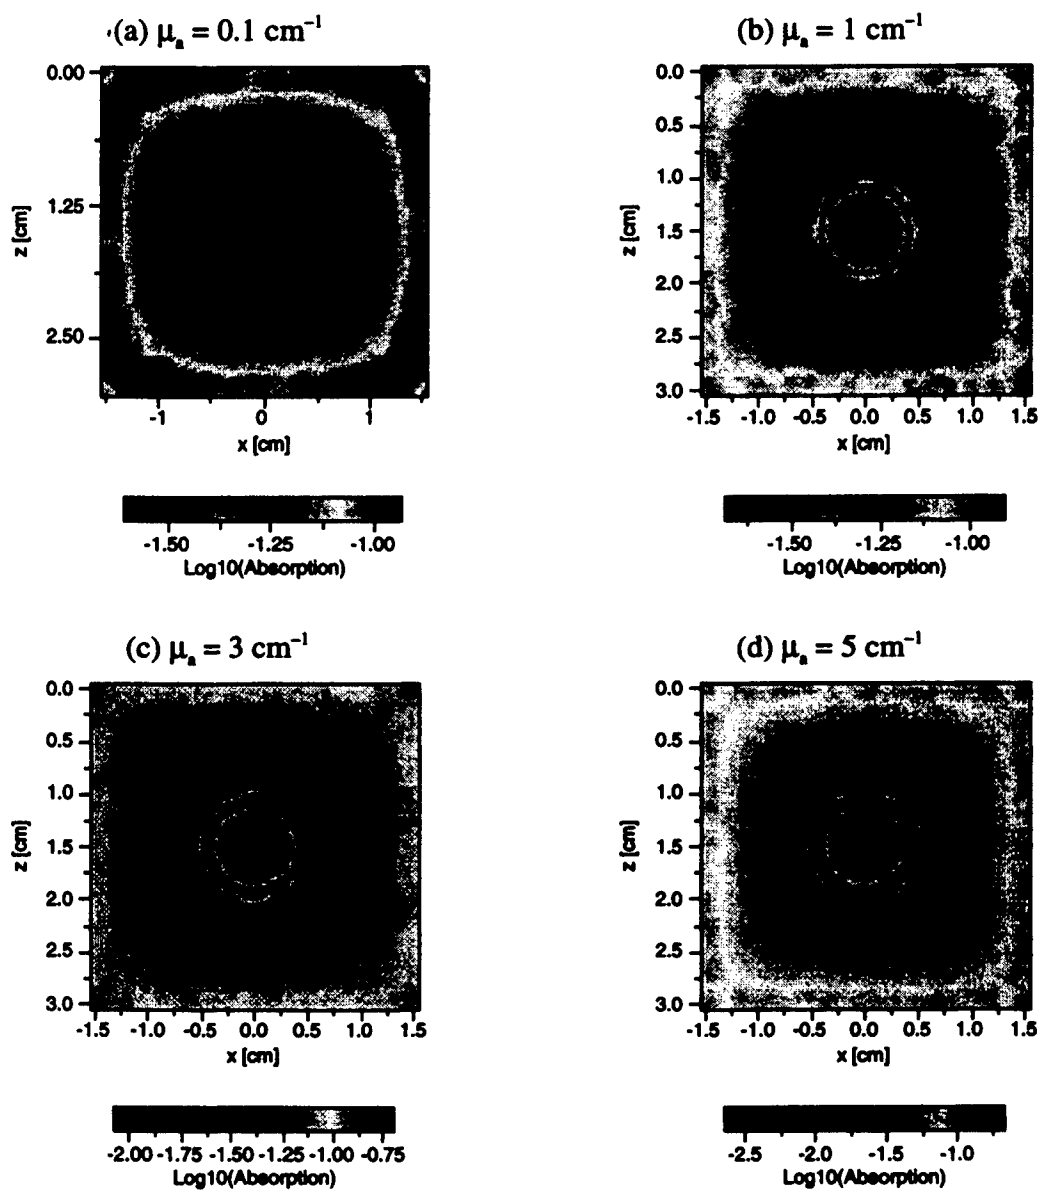 (a) μa = 0.1 cm⁻¹
0.00
1.25
2.50
z [cm]
-1 0 1
x [cm]
-1.50 -1.25 -1.00
Log10(Absorption)
(b) μa = 1 cm⁻¹
0.0
0.5
1.0
1.5
2.0
2.5
3.0
z [cm]
-1.5 -1.0 -0.5 0.0 0.5 1.0 1.5
x [cm]
-1.50 -1.25 -1.00
Log10(Absorption)
(c) μa = 3 cm⁻¹
0.0
0.5
1.0
1.5
2.0
2.5
3.0
z [cm]
-1.5 -1.0 -0.5 0.0 0.5 1.0 1.5
x [cm]
-2.00 -1.75 -1.50 -1.25 -1.00 -0.75
Log10(Absorption)
(d) μa = 5 cm⁻¹
0.0
0.5
1.0
1.5
2.0
2.5
3.0
z [cm]
-1.5 -1.0 -0.5 0.0 0.5 1.0 1.5
x [cm]
-2.5 -2.0 -1.5 -1.0
Log10(Absorption)